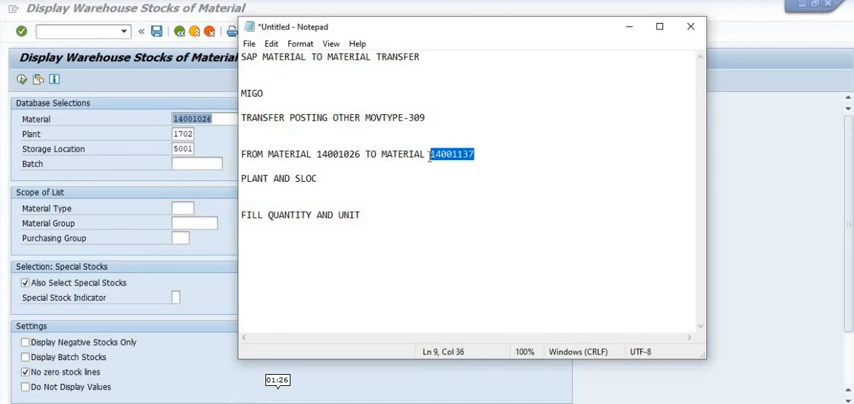 Display Warehouse Stocks of Material
*Untitled - Notepad
File Edit Format View Help
SAP MATERIAL TO MATERIAL TRANSFER
MIGO
TRANSFER POSTING OTHER MOVTYPE-309
FROM MATERIAL 14001026 TO MATERIAL 14001137
PLANT AND SLOC
FILL QUANTITY AND UNIT
Ln 9, Col 36 100% Windows (CRLF) UTF-8
Display Warehouse Stocks of Material
Database Selections
Material 14001026
Plant 1702
Storage Location 5001
Batch
Scope of List
Material Type
Material Group
Purchasing Group
Selection: Special Stocks
Also Select Special Stocks
Special Stock Indicator
Settings
Display Negative Stocks Only
Display Batch Stocks
No zero stock lines
Do Not Display Values
01:26